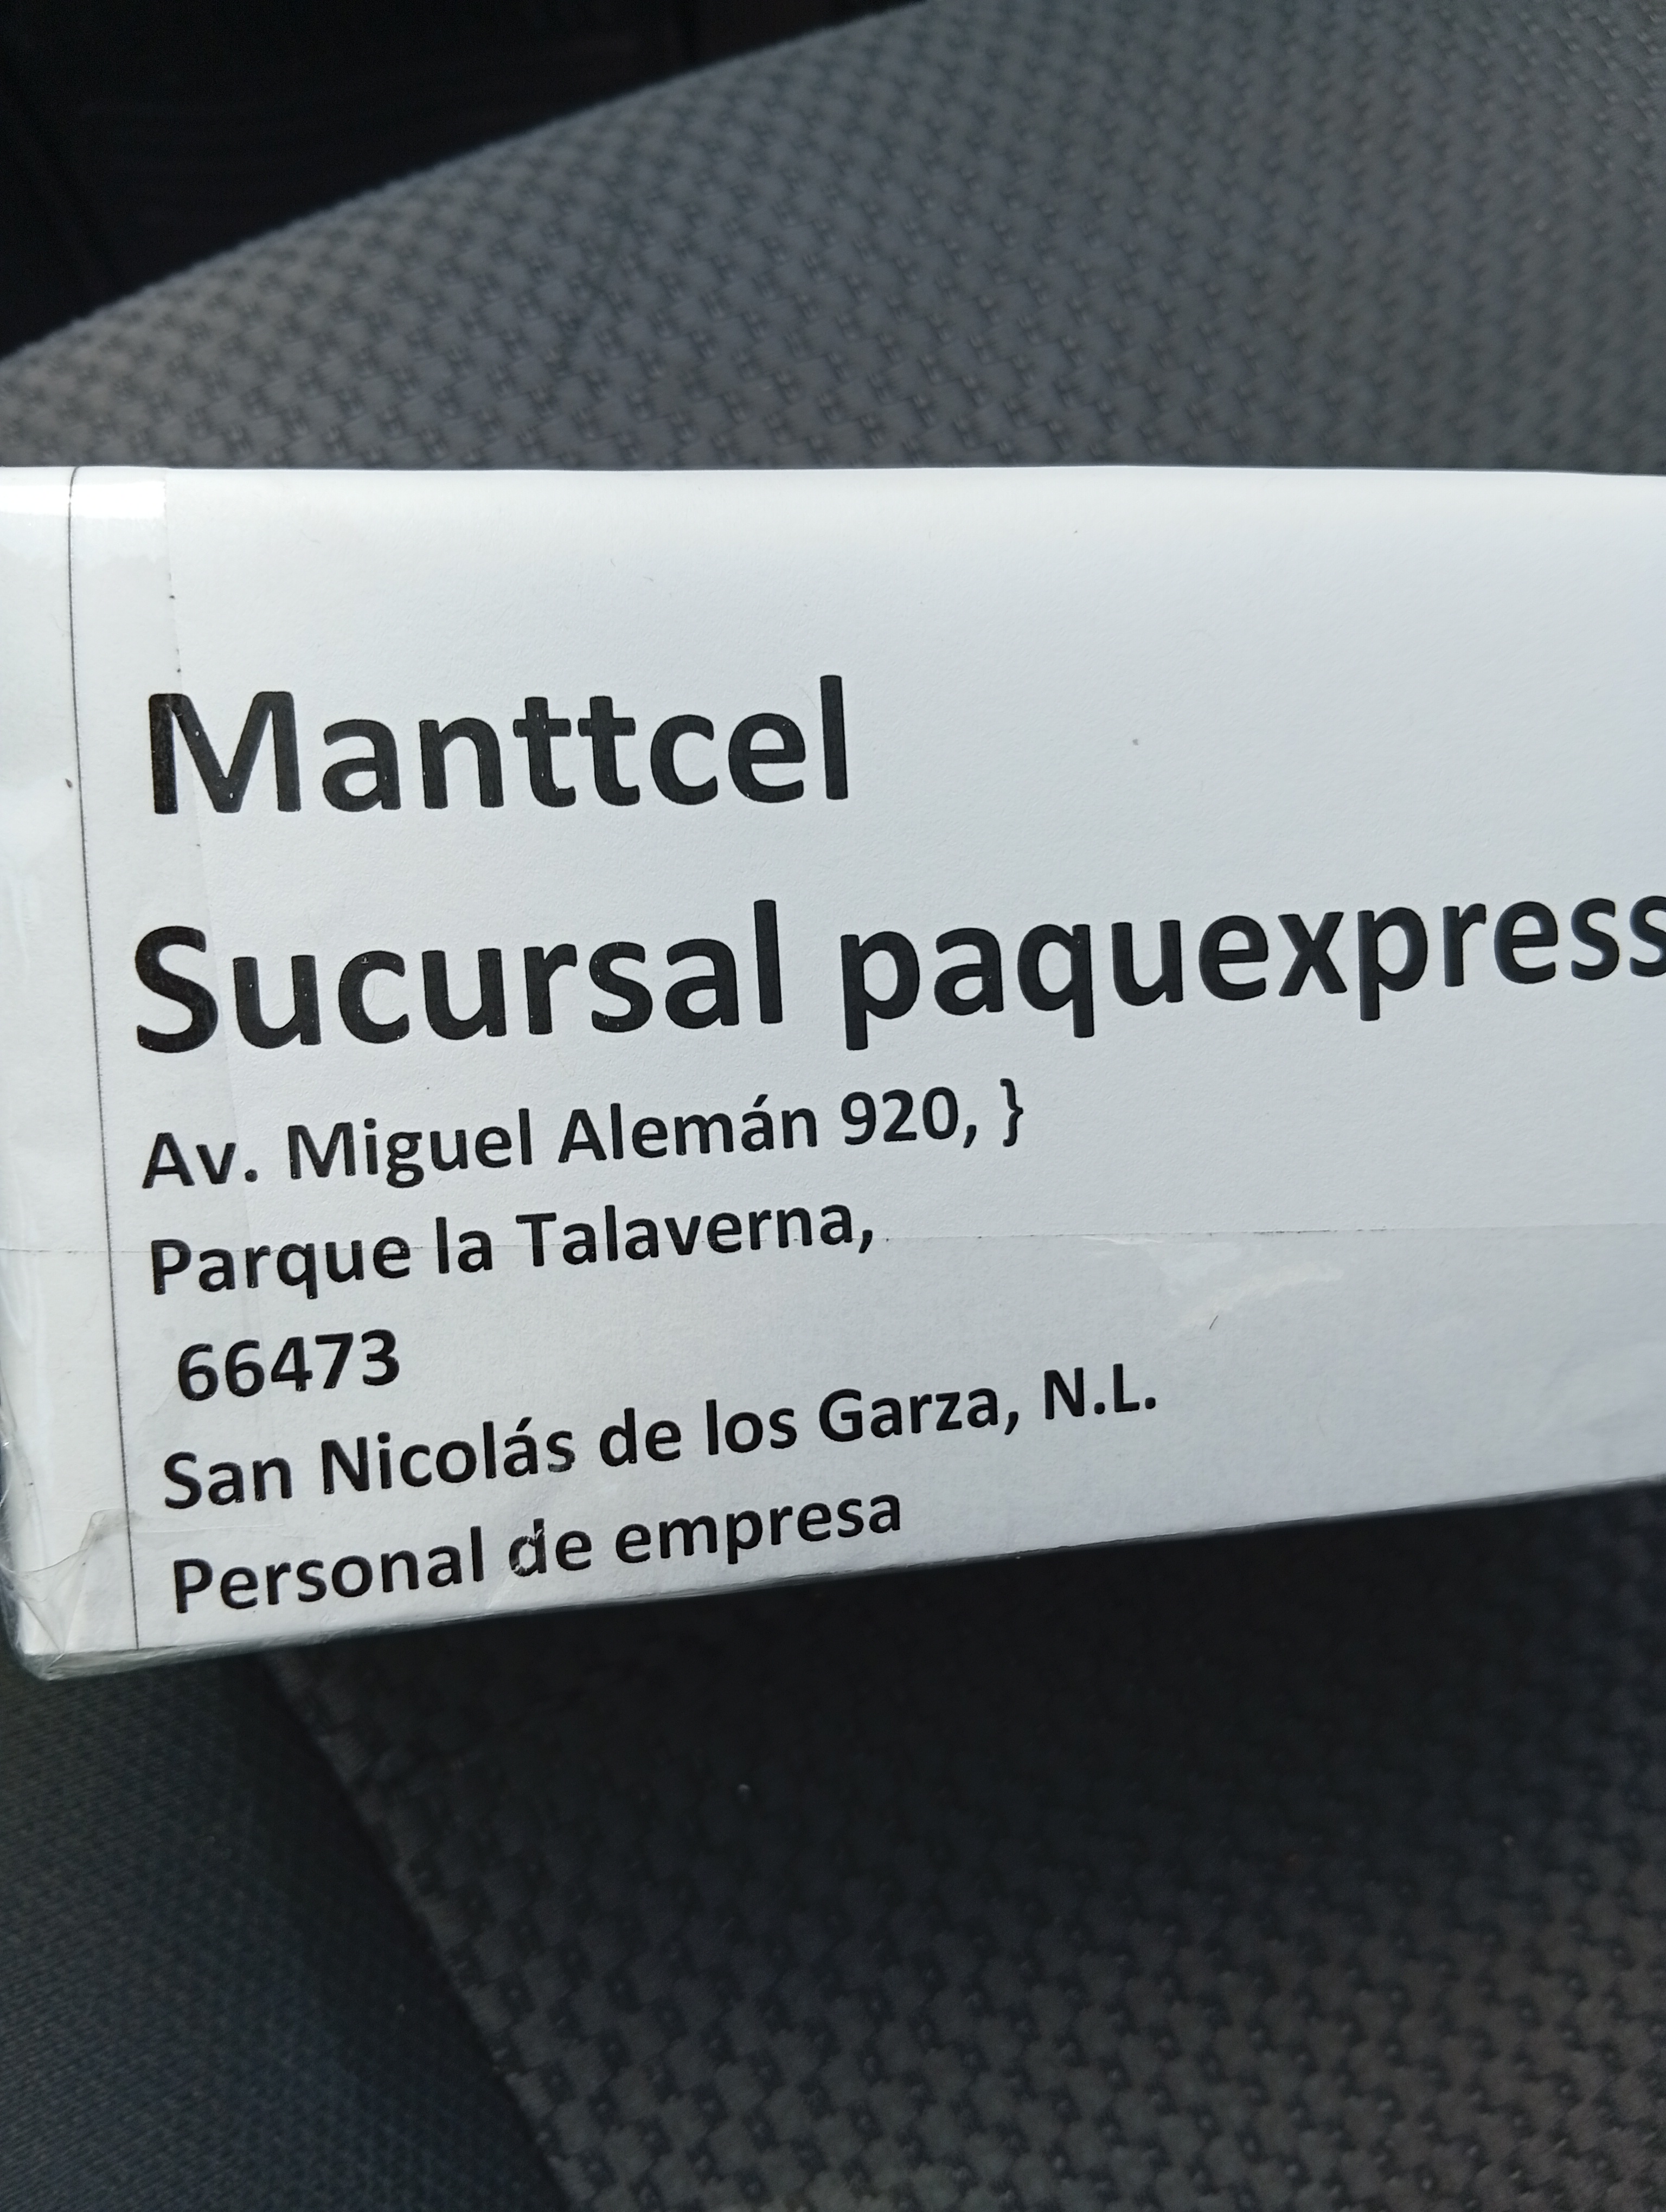 Manttcel
Sucursal paquexpress
Av. Miguel Alemán 920, }
Parque la Talaverna,
66473
San Nicolás de los Garza, N.L.
Personal de empresa